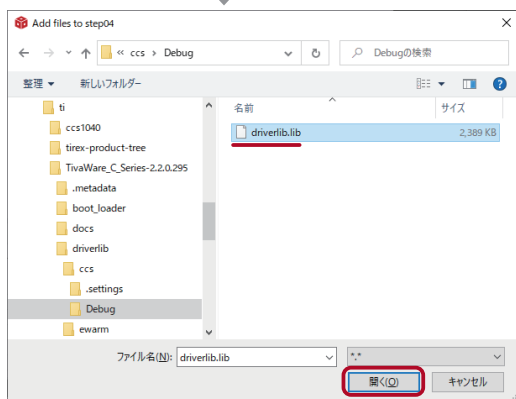 Add files to step04
« ccs › Debug
Debugの検索
整理
新しいフォルダー
名前
サイズ
ti
ccs1040
tirex-product-tree
TivaWare_C_Series-2.2.0.295
.metadata
boot_loader
docs
driverlib
ccs
.settings
Debug
ewarm
driverlib.lib
2,389 KB
ファイル名(N):
driverlib.lib
*.*
開く(O)
キャンセル